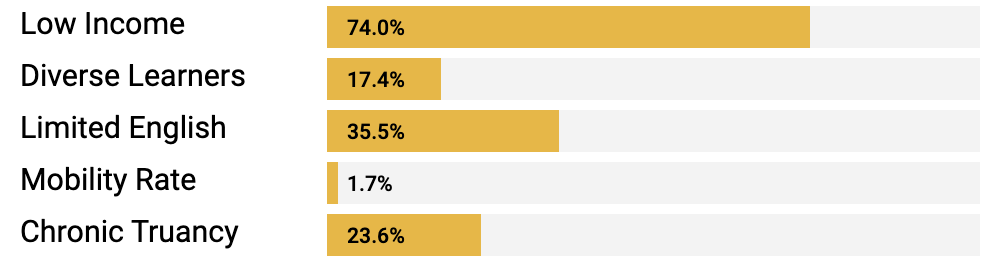 Low Income 74.0%
Diverse Learners 17.4%
Limited English 35.5%
Mobility Rate 1.7%
Chronic Truancy 23.6%